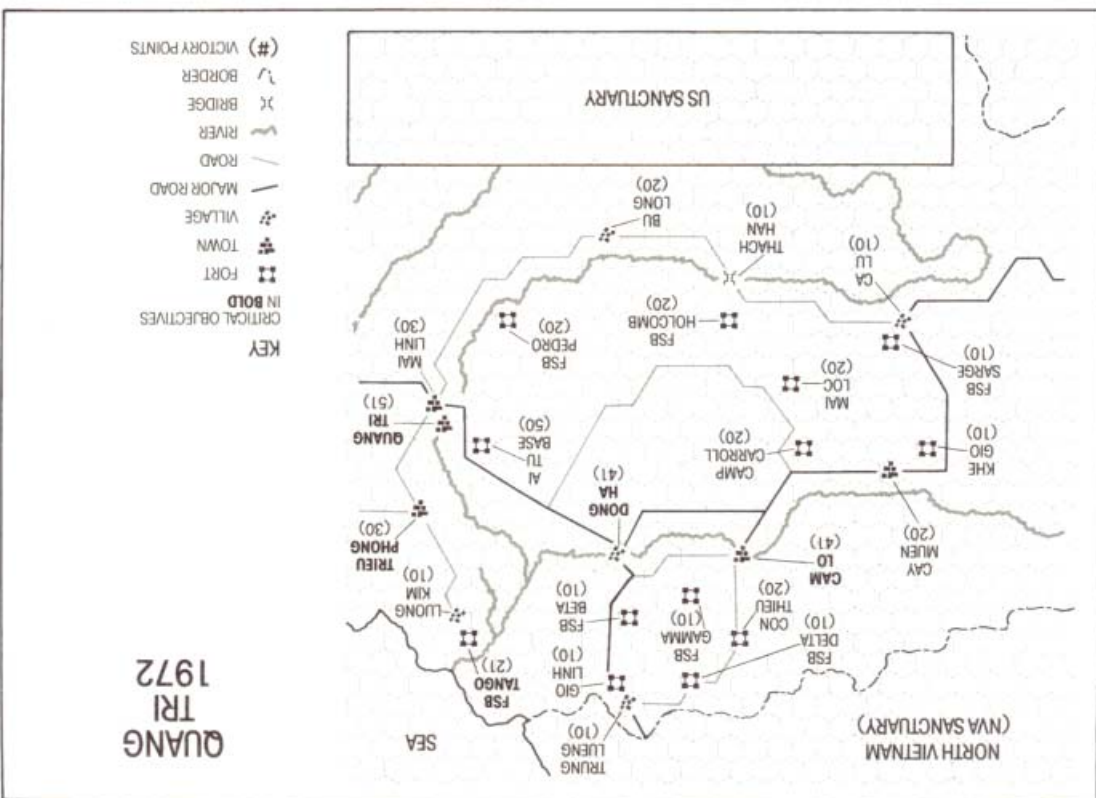 NORTH VIETNAM
(NVA SANCTUARY)
SEA
QUANG
TRI
1972
TRUNG
LUENG
(10)
FSB
DELTA
(10)
CON
THIEU
(20)
FSB
GAMMA
(10)
GIO
LINH
(10)
FSB
BETA
(10)
FSB
TANGO
(21)
LUONG
KIM
(10)
CAY
MUEN
(20)
CAM
LO
(41)
DONG
HA
(41)
TRIEU
PHONG
(30)
KHE
GIO
(10)
CAMP
CARROLL
(20)
AI
TU
BASE
(50)
QUANG
TRI
(51)
FSB
SARGE
(10)
MAI
LOC
(20)
FSB
HOLCOMB
(20)
FSB
PEDRO
(20)
MAI
LINH
(30)
CA
LU
(10)
THACH
HAN
(10)
BU
LONG
(20)
US SANCTUARY
KEY
CRITICAL OBJECTIVES
IN BOLD
FORT
TOWN
VILLAGE
MAJOR ROAD
ROAD
RIVER
BRIDGE
BORDER
(#) VICTORY POINTS